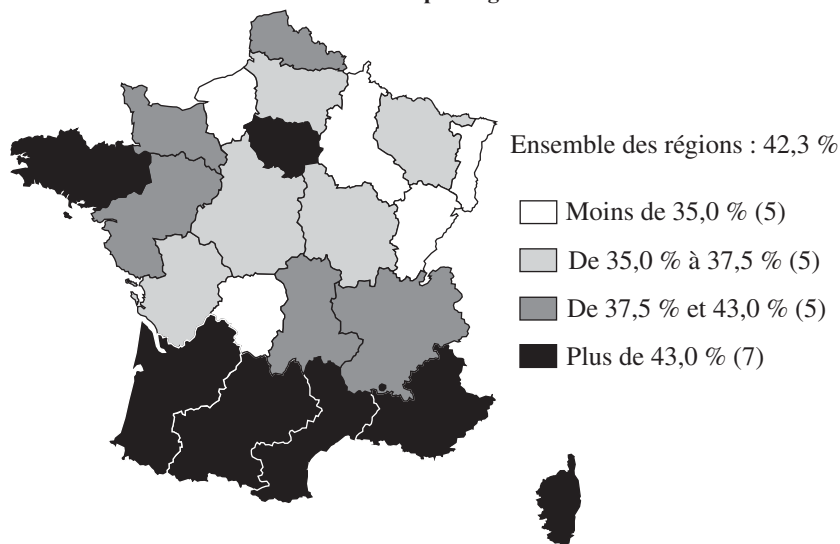 Ensemble des régions : 42,3 %
Moins de 35,0 % (5)
De 35,0 % à 37,5 % (5)
De 37,5 % et 43,0 % (5)
Plus de 43,0 % (7)